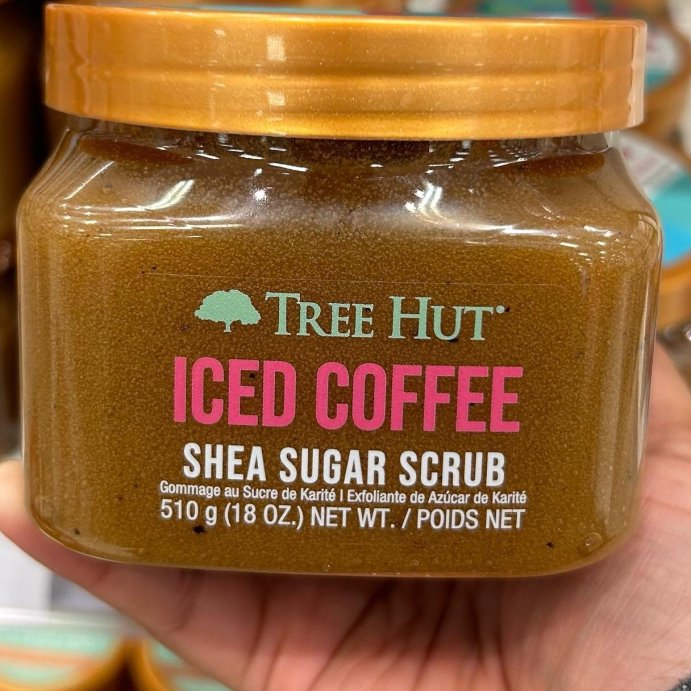 TREE HUT®
ICED COFFEE
SHEA SUGAR SCRUB
Gommage au Sucre de Karité | Exfoliante de Azúcar de Karité
510 g (18 OZ.) NET WT. / POIDS NET